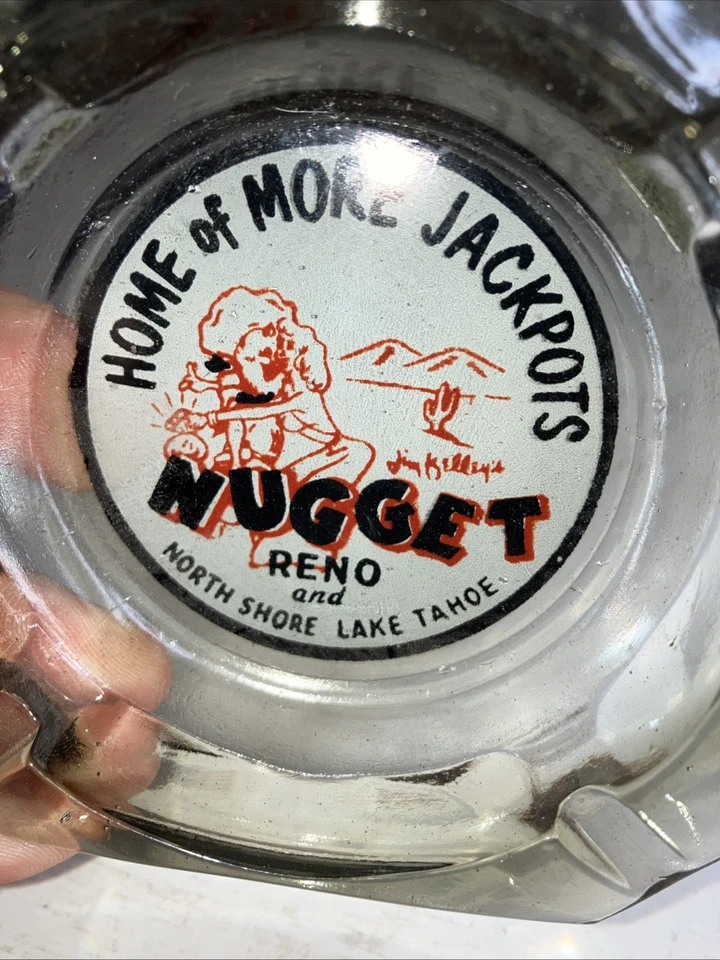 HOME of MORE JACKPOTS
Jim Kelley's
NUGGET
RENO
and
NORTH SHORE LAKE TAHOE